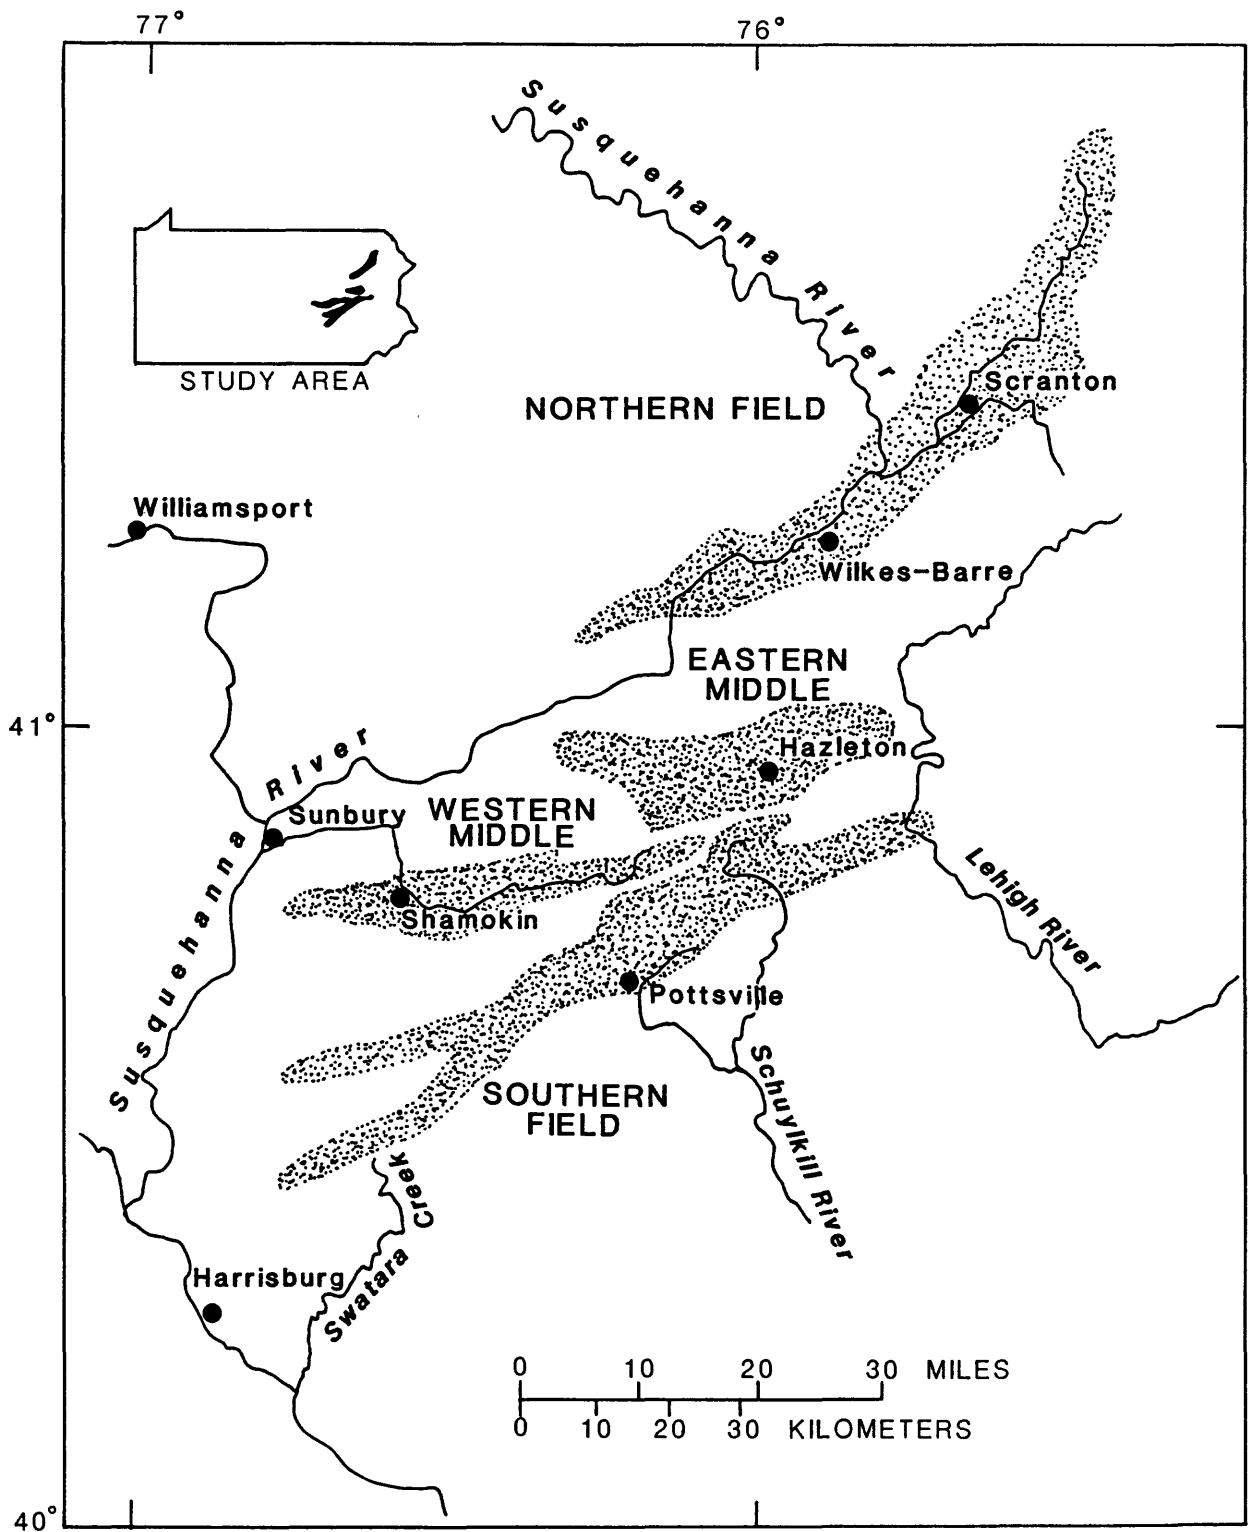 77°
76°
Susquehanna River
STUDY AREA
Scranton
NORTHERN FIELD
Williamsport
Wilkes-Barre
EASTERN
MIDDLE
41°
Hazleton
Susquehanna River
Sunbury
WESTERN
MIDDLE
Shamokin
Lehigh River
Pottsville
SOUTHERN
FIELD
Schuylkill River
Swatara Creek
Harrisburg
0 10 20 30 MILES
0 10 20 30 KILOMETERS
40°